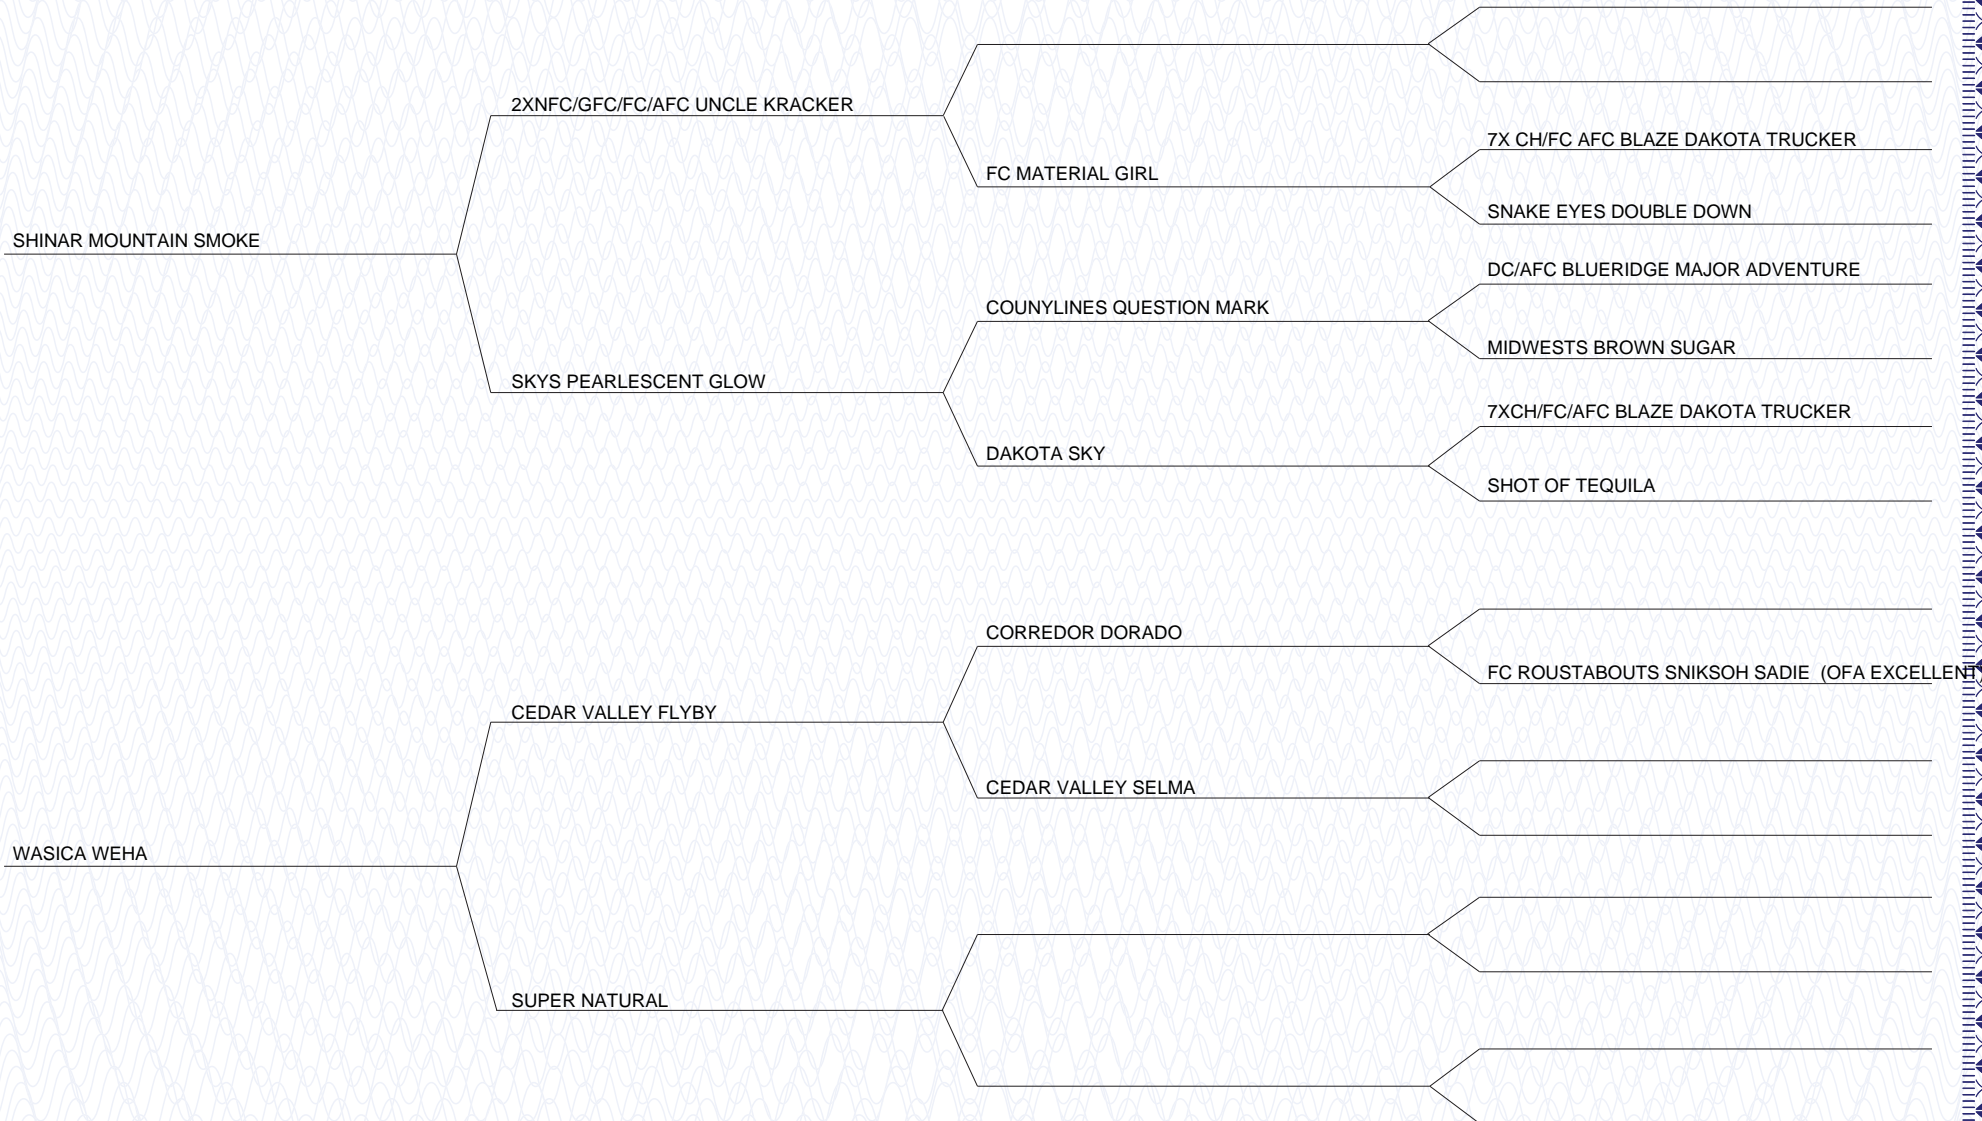 2XNFC/GFC/FC/AFC UNCLE KRACKER
7X CH/FC AFC BLAZE DAKOTA TRUCKER
FC MATERIAL GIRL
SNAKE EYES DOUBLE DOWN
SHINAR MOUNTAIN SMOKE
DC/AFC BLUERIDGE MAJOR ADVENTURE
COUNYLINES QUESTION MARK
MIDWESTS BROWN SUGAR
SKYS PEARLESCENT GLOW
7XCH/FC/AFC BLAZE DAKOTA TRUCKER
DAKOTA SKY
SHOT OF TEQUILA
CORREDOR DORADO
FC ROUSTABOUTS SNIKSOH SADIE (OFA EXCELLENT)
CEDAR VALLEY FLYBY
CEDAR VALLEY SELMA
WASICA WEHA
SUPER NATURAL